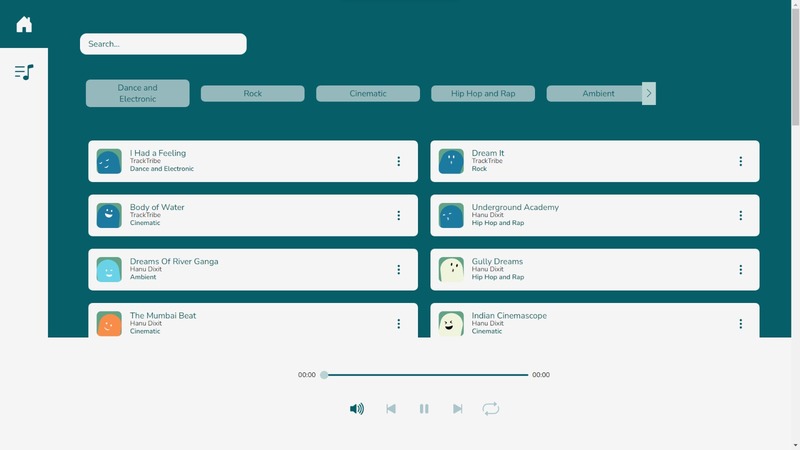 Search...
Dance and
Electronic
Rock
Cinematic
Hip Hop and Rap
Ambient
I Had a Feeling
TrackTribe
Dance and Electronic
Dream It
TrackTribe
Rock
Body of Water
TrackTribe
Cinematic
Underground Academy
Hanu Dixit
Hip Hop and Rap
Dreams Of River Ganga
Hanu Dixit
Ambient
Gully Dreams
Hanu Dixit
Hip Hop and Rap
The Mumbai Beat
Hanu Dixit
Cinematic
Indian Cinemascope
Hanu Dixit
Cinematic
00:00
00:00